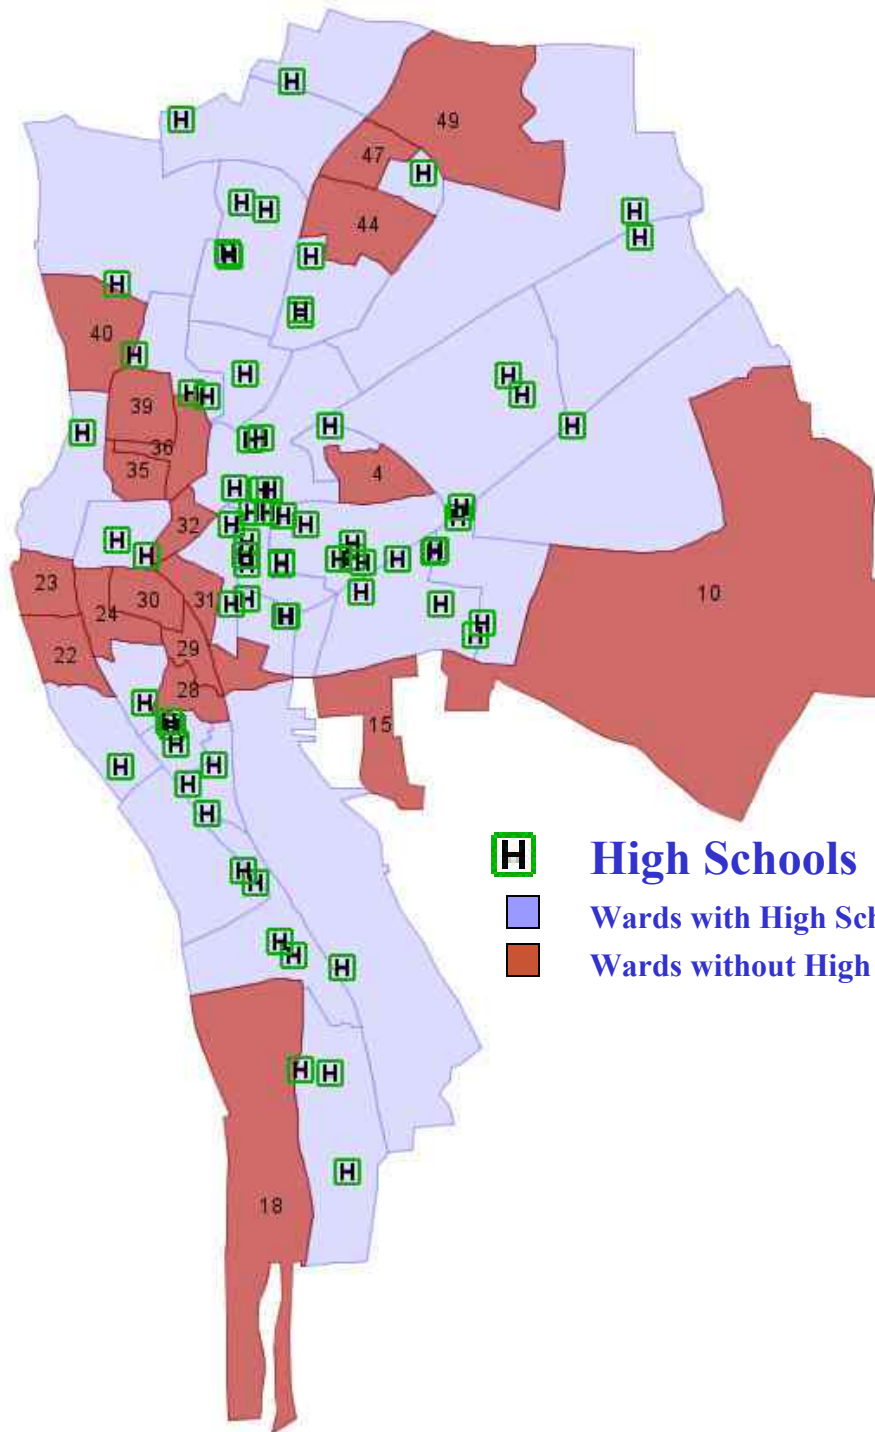 H
H 49
47
H
H H H
44
H
H H
H
H
40
H
H H
H H H
39
H H H H H
36
35 4
H H H
H H H H
32 H H
H H H
H H H H H H H
23
30 31 10
H H H H
24 H H
H
29 H
22
28
H
H 15
H
H H
H
H
H High Schools
H
H
Wards with High Sch
H
H H
Wards without High
H H
H
18